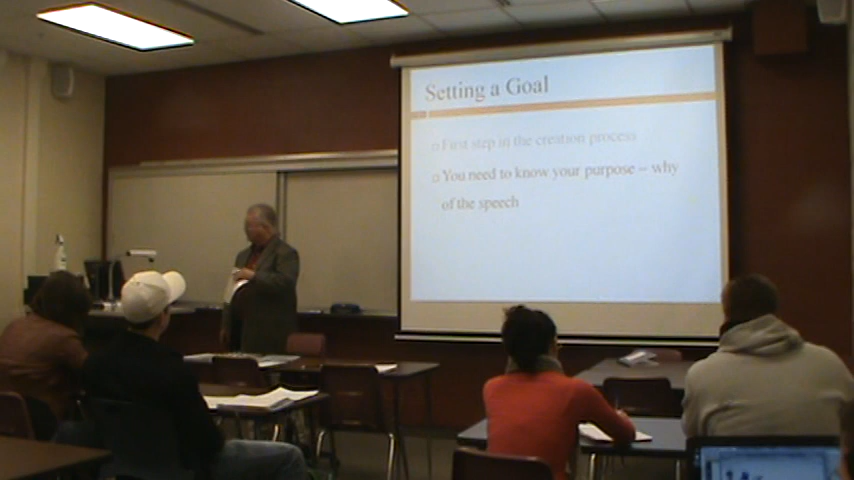 Setting a Goal
First step in the creation process
You need to know your purpose – why
of the speech